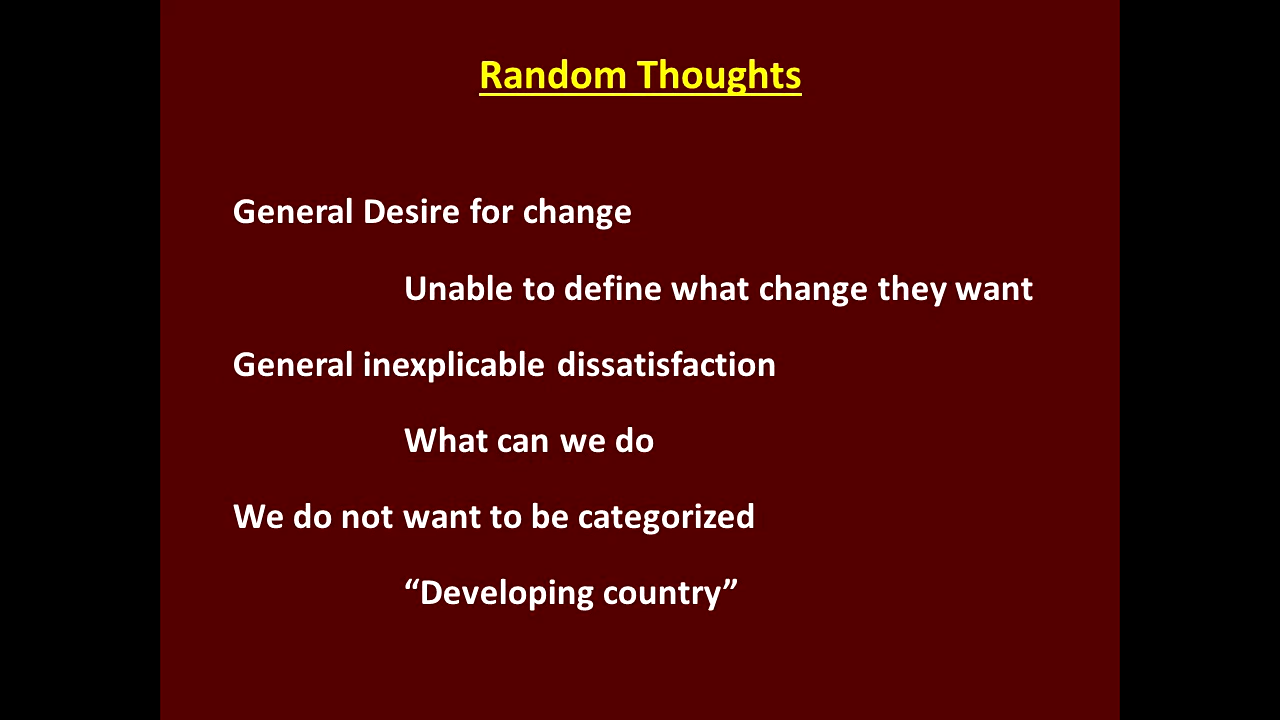 Random Thoughts
General Desire for change
Unable to define what change they want
General inexplicable dissatisfaction
What can we do
We do not want to be categorized
“Developing country”